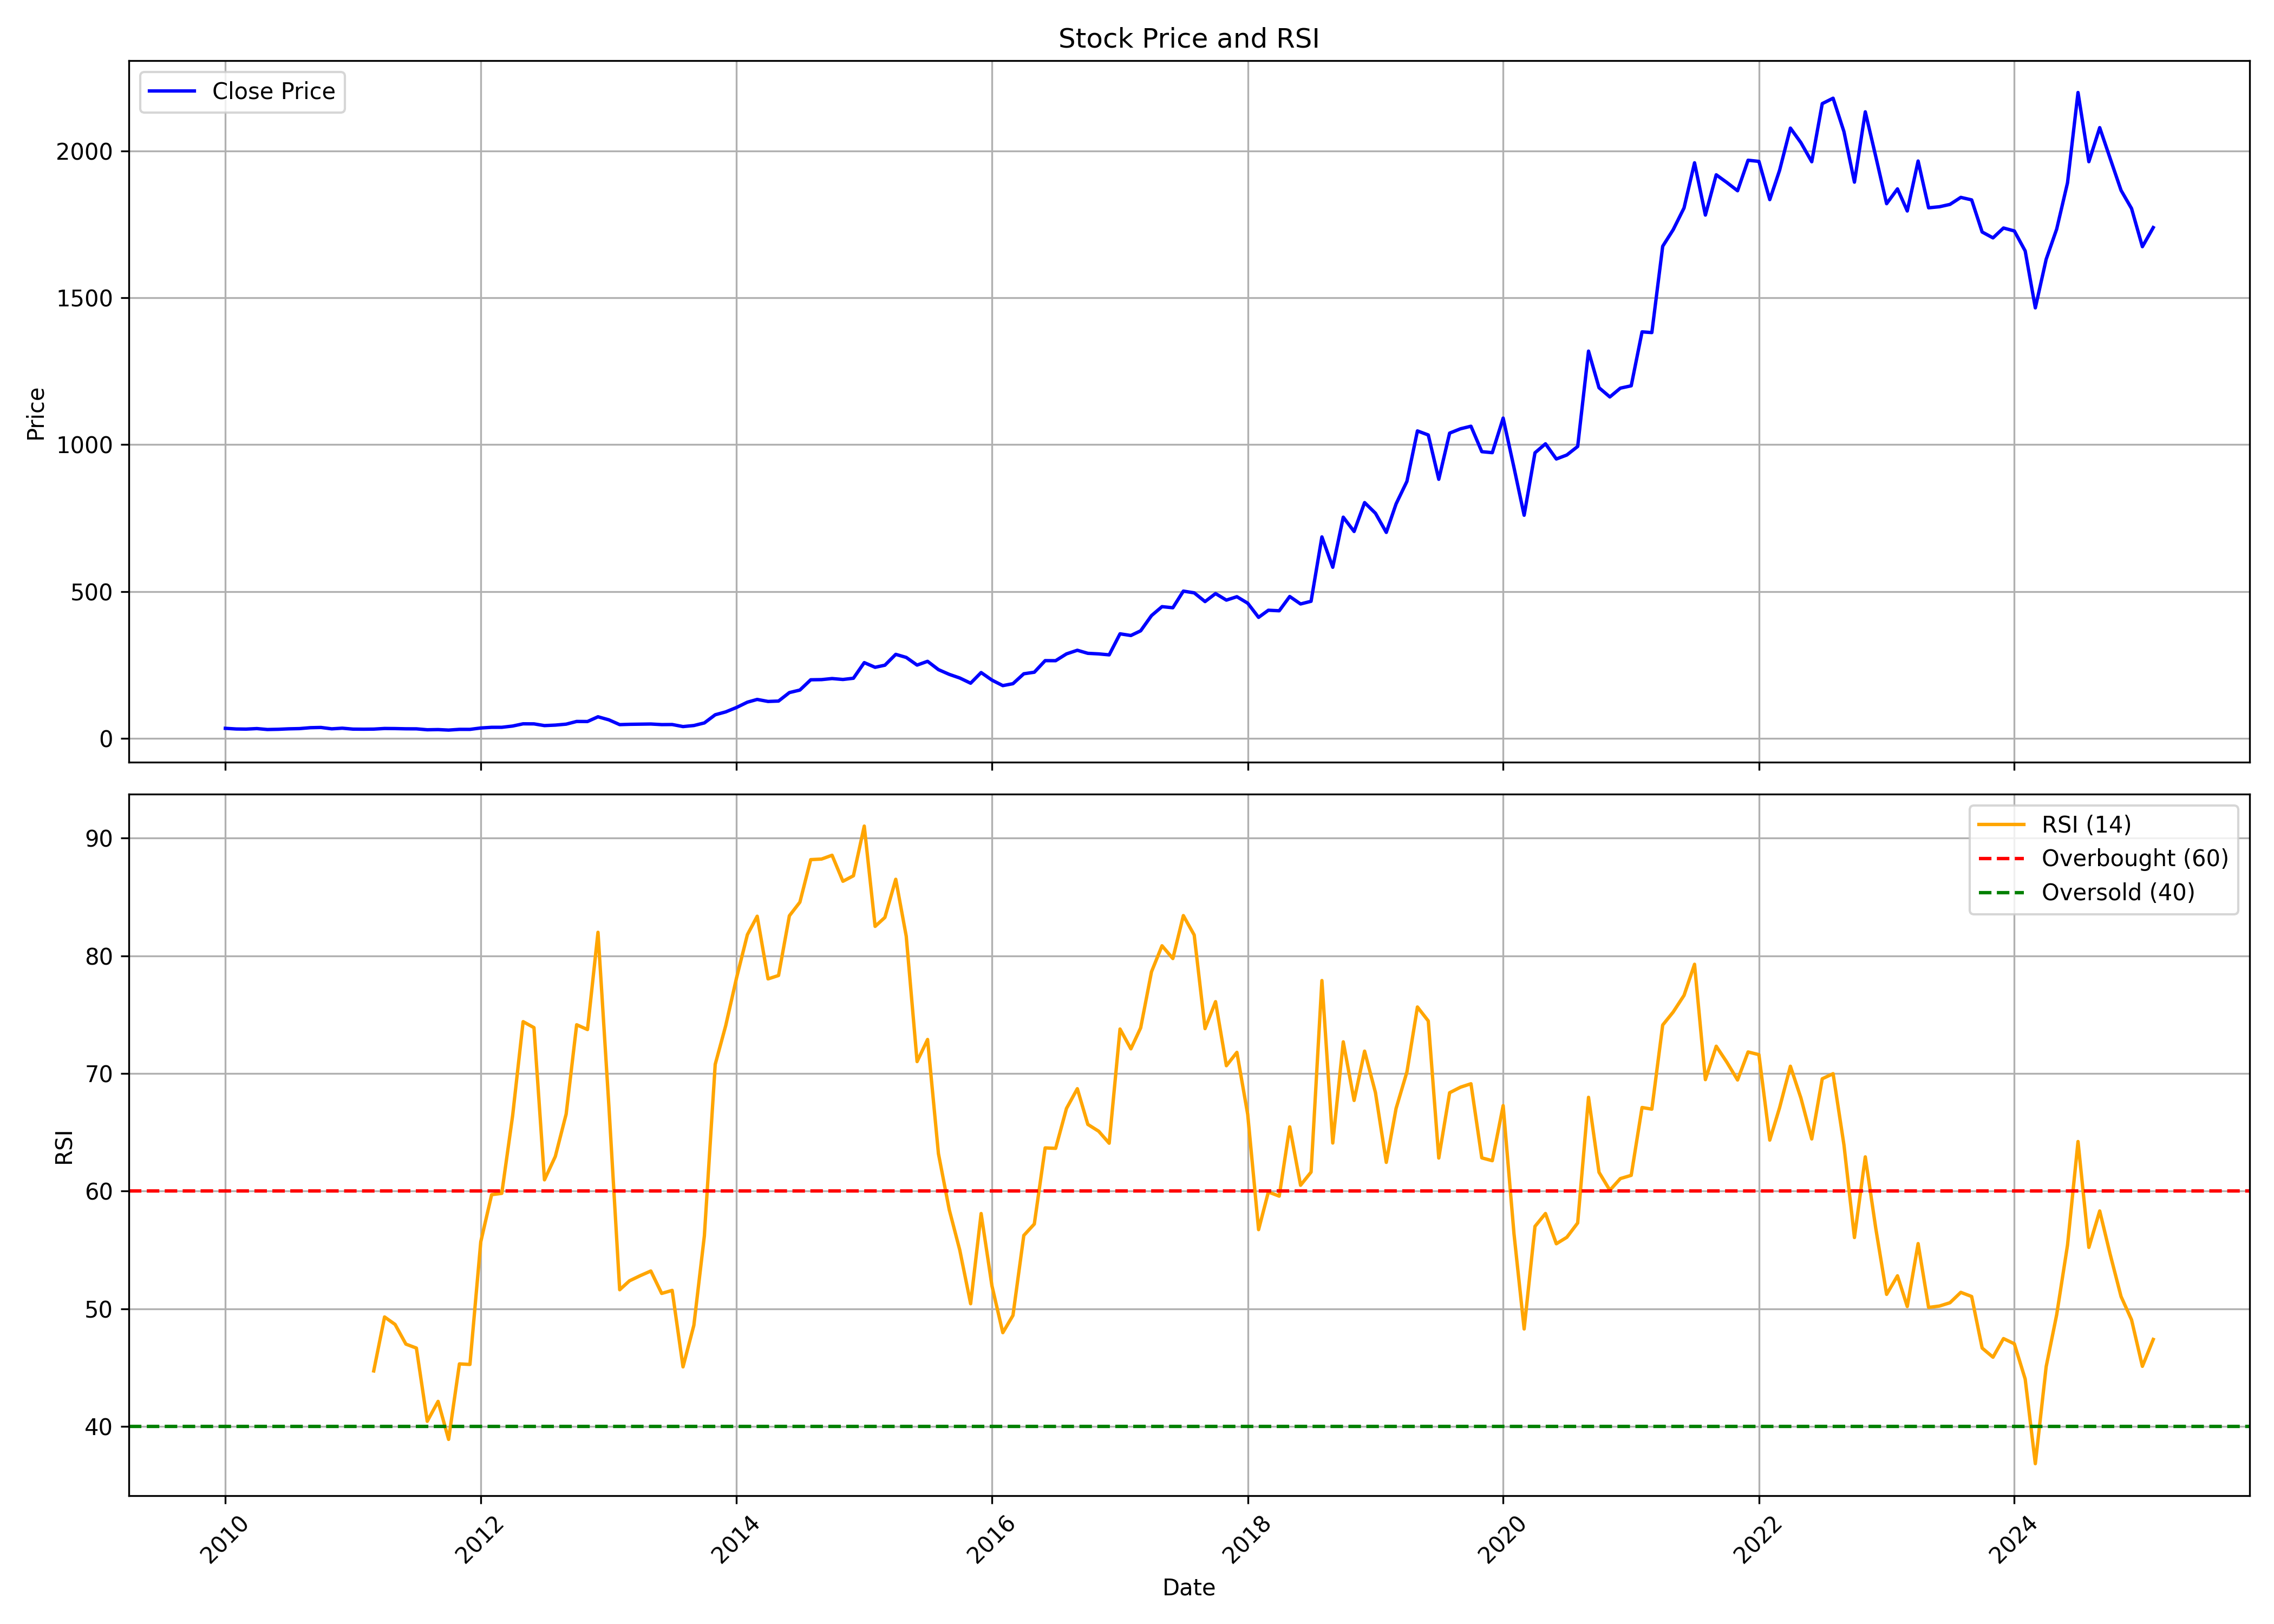 Stock Price and RSI
Close Price
Price
2000
1500
1000
500
0
RSI (14)
Overbought (60)
Oversold (40)
RSI
90
80
70
60
50
40
2010
2012
2014
2016
2018
2020
2022
2024
Date